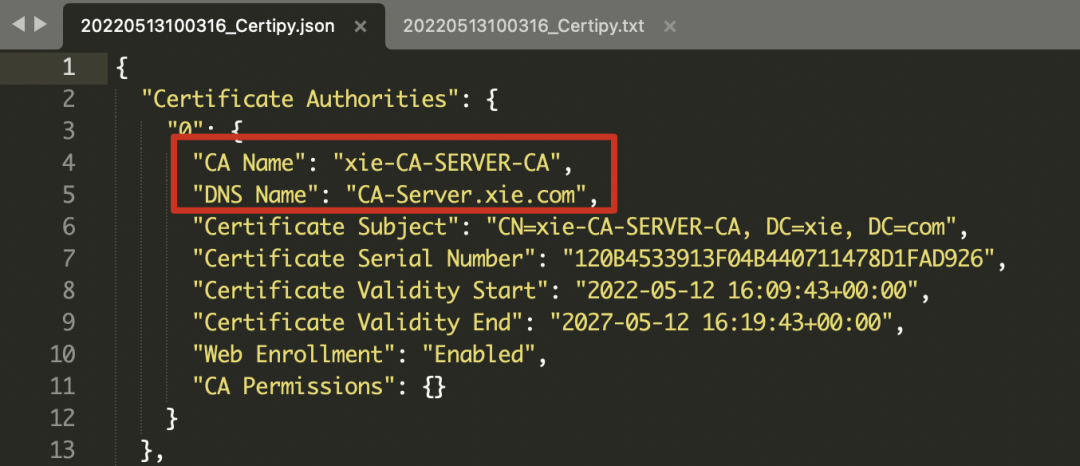 20220513100316_Certipy.json × 20220513100316_Certipy.txt ×
1 {
2 "Certificate Authorities": {
3 "0": {
4 "CA Name": "xie-CA-SERVER-CA",
5 "DNS Name": "CA-Server.xie.com",
6 "Certificate Subject": "CN=xie-CA-SERVER-CA, DC=xie, DC=com",
7 "Certificate Serial Number": "120B4533913F04B440711478D1FAD926",
8 "Certificate Validity Start": "2022-05-12 16:09:43+00:00",
9 "Certificate Validity End": "2027-05-12 16:19:43+00:00",
10 "Web Enrollment": "Enabled",
11 "CA Permissions": {}
12 }
13 },